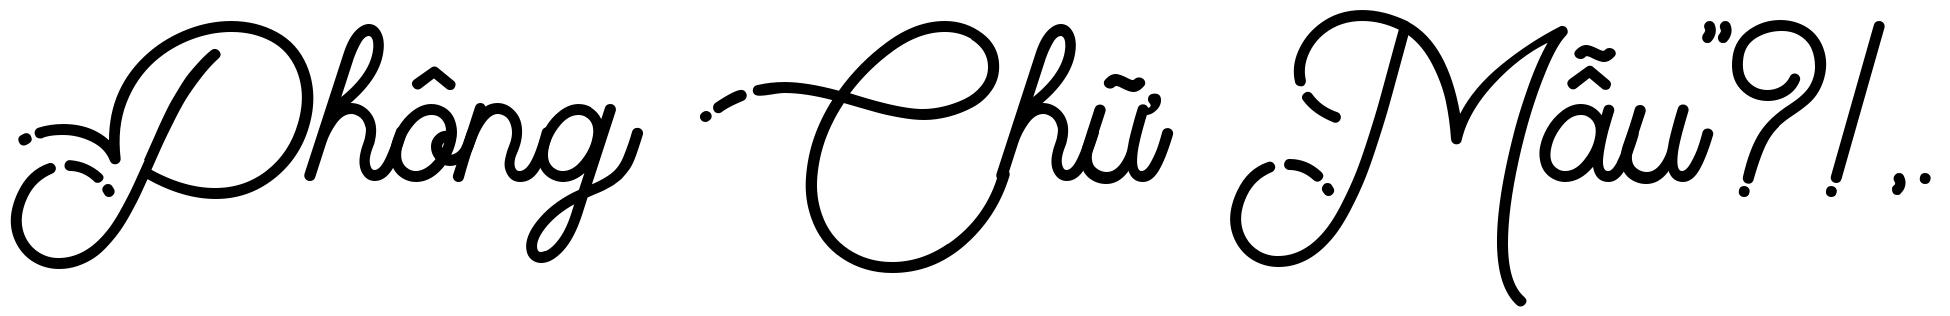 Phông Chữ Mẫu”?!,.